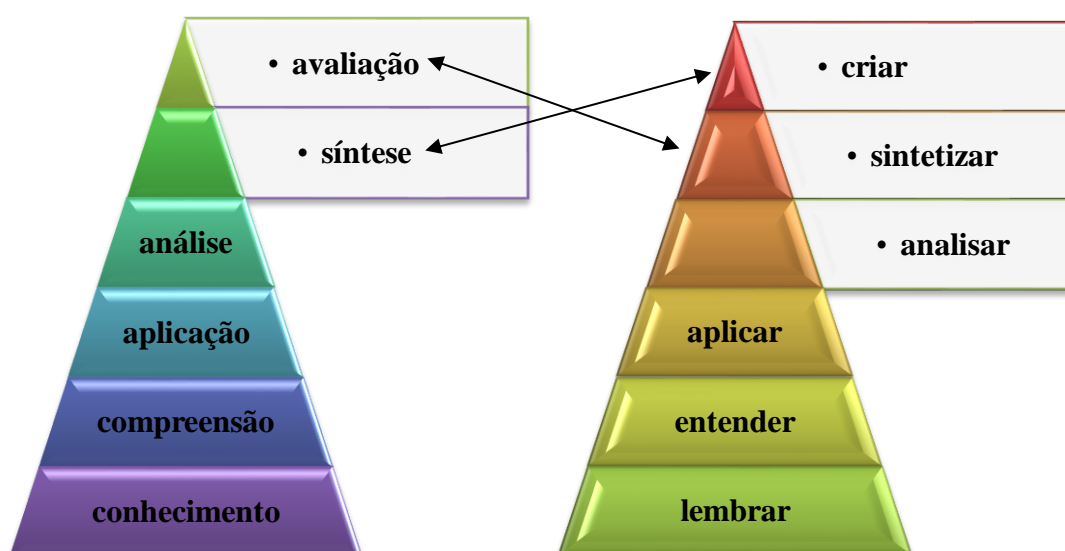 • avaliação
• síntese
análise
aplicação
compreensão
conhecimento
• criar
• sintetizar
• analisar
aplicar
entender
lembrar